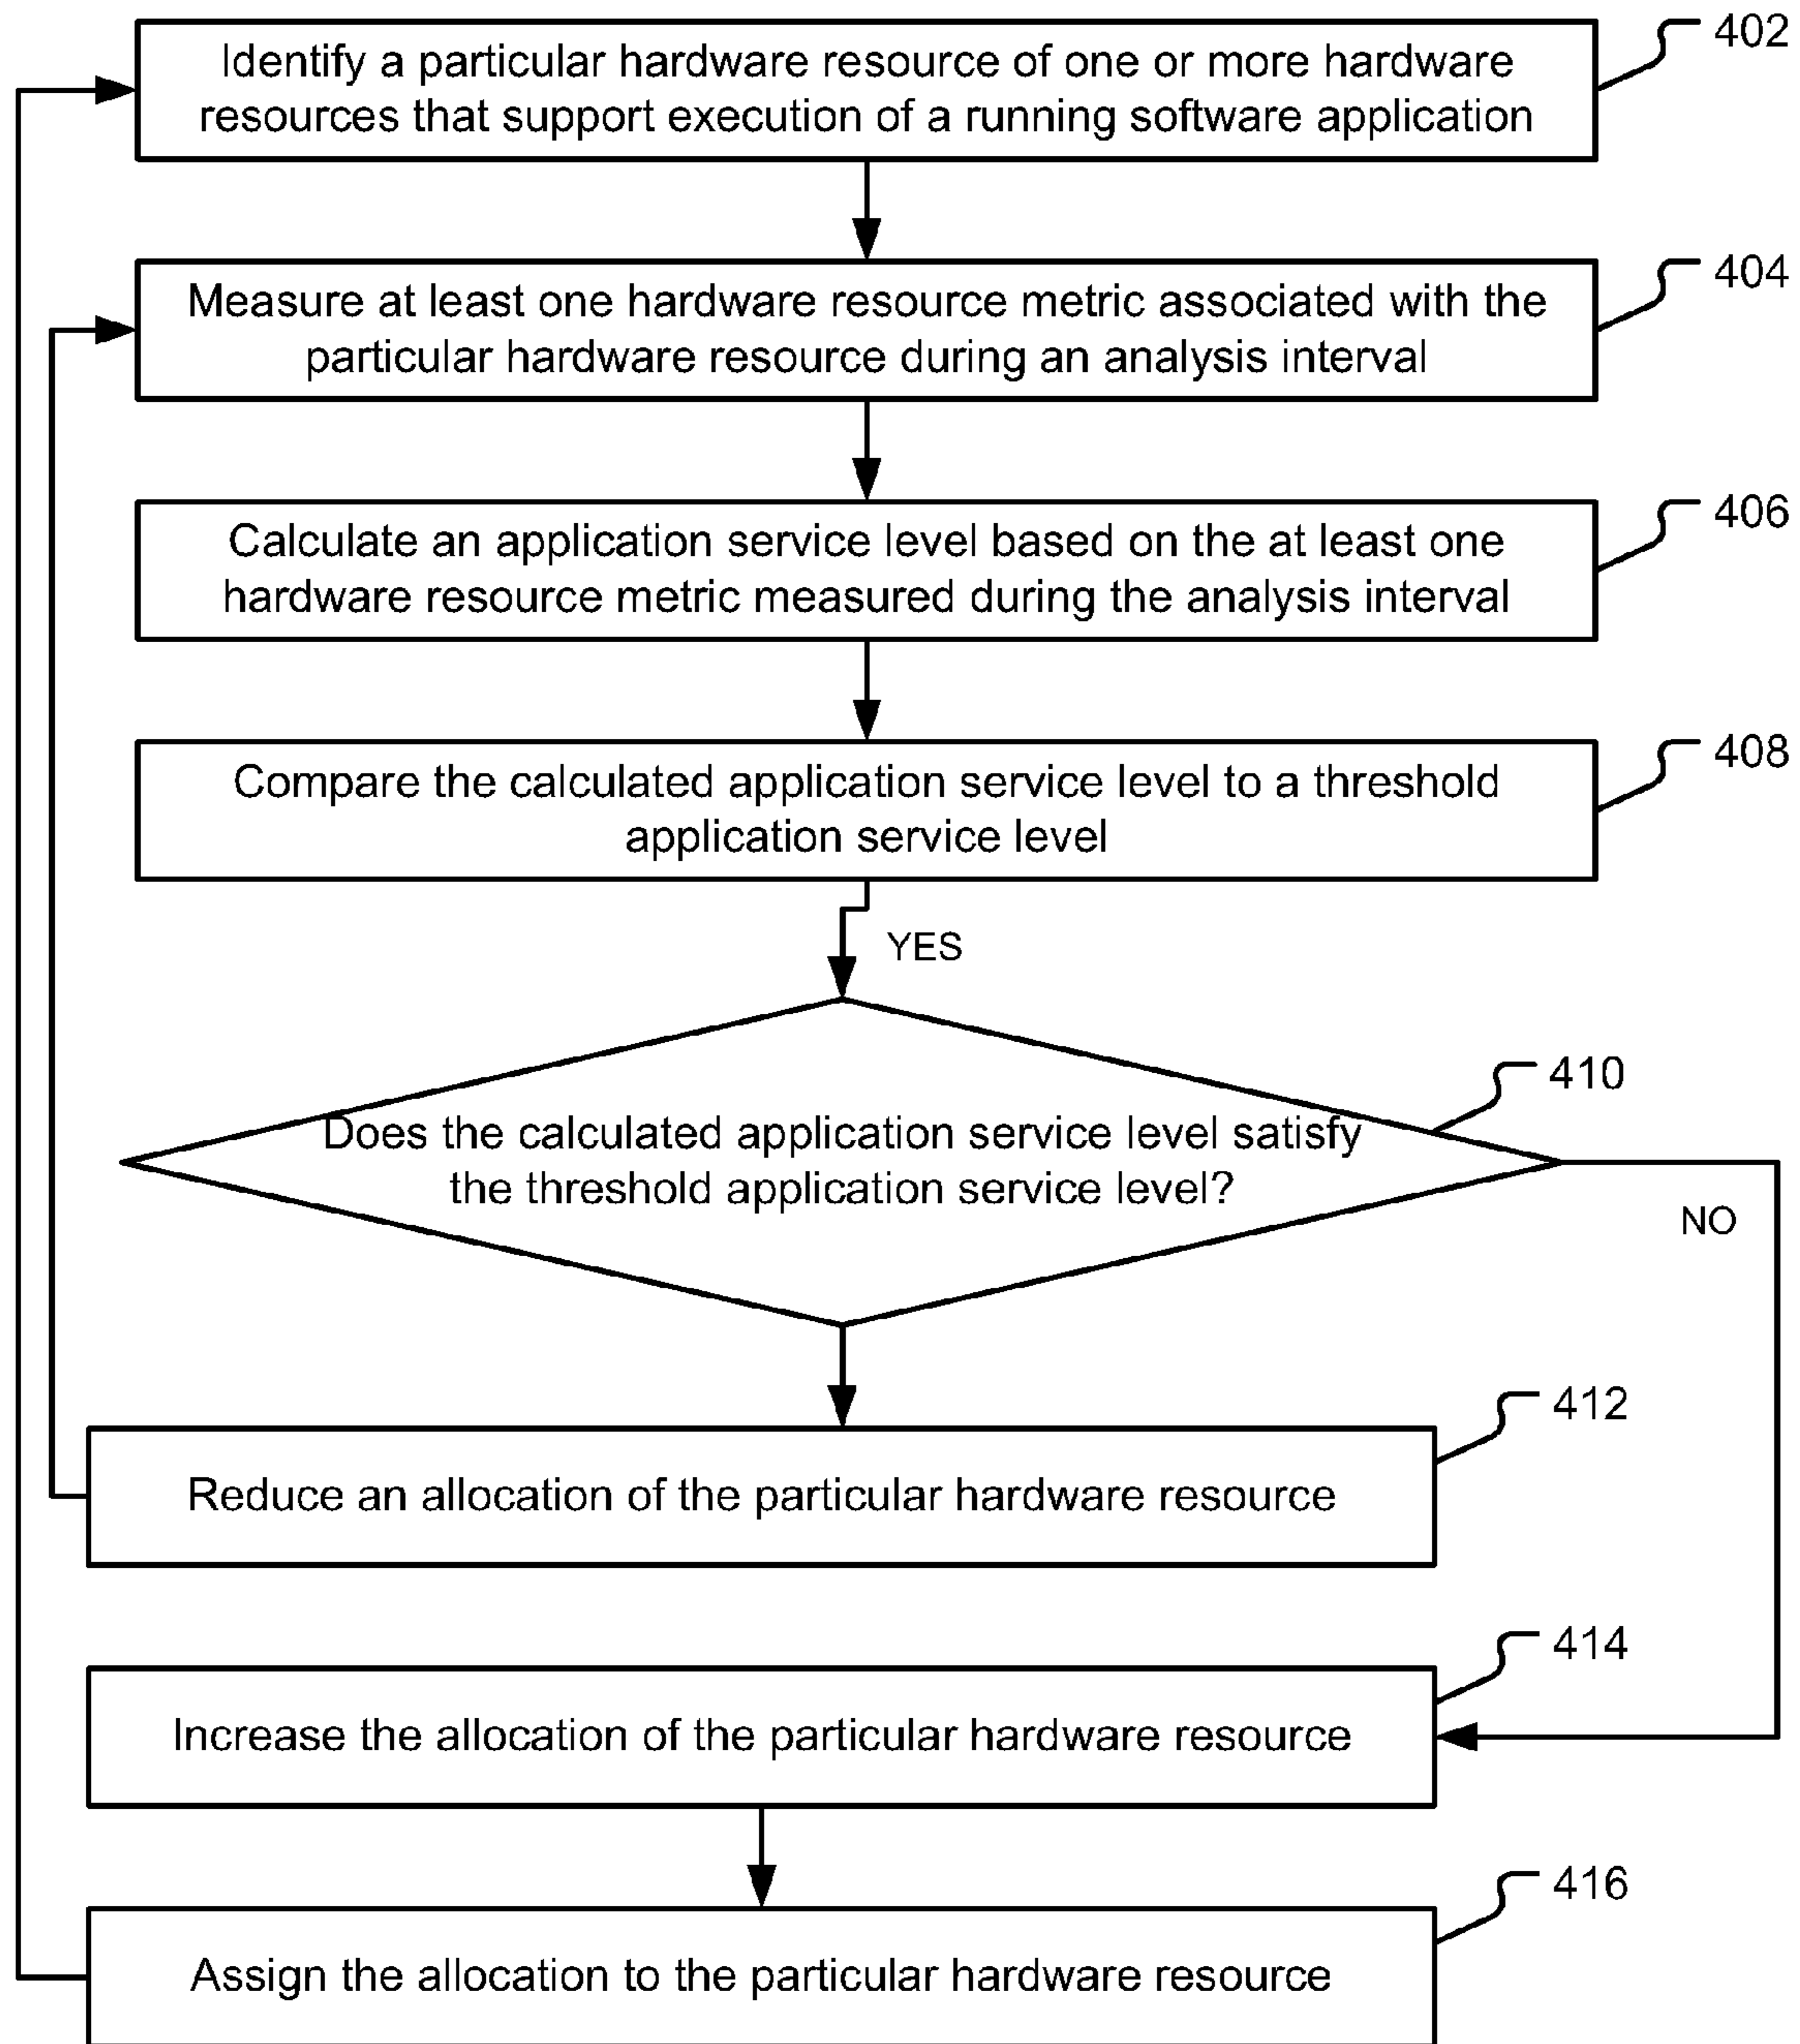 402
Identify a particular hardware resource of one or more hardware
resources that support execution of a running software application
404
Measure at least one hardware resource metric associated with the
particular hardware resource during an analysis interval
406
Calculate an application service level based on the at least one
hardware resource metric measured during the analysis interval
408
Compare the calculated application service level to a threshold
application service level
YES
410
Does the calculated application service level satisfy
the threshold application service level?
NO
412
Reduce an allocation of the particular hardware resource
414
Increase the allocation of the particular hardware resource
416
Assign the allocation to the particular hardware resource